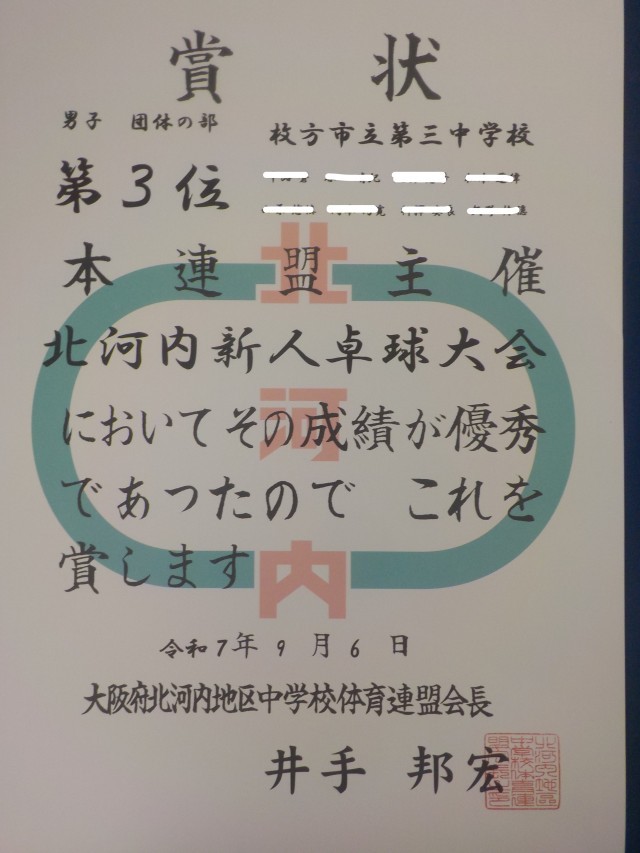 賞状
男子 団体の部
枚方市立第三中学校
第3位
本連盟主催
北河内新人卓球大会
においてその成績が優秀
であつたので これを
賞します
北河内
令和7年9月6日
大阪府北河内地区中学校体育連盟会長
井手 邦宏